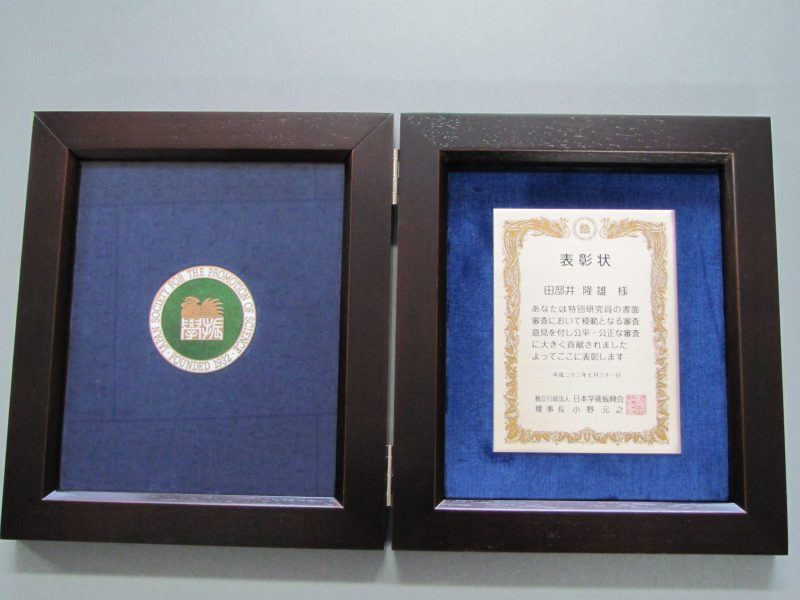 JAPAN SOCIETY FOR THE PROMOTION OF SCIENCE · FOUNDED 1932 ·
表彰状
田部井 隆雄 様
あなたは特別研究員の書面
審査において模範となる審査
意見を付し公平・公正な審査
に大きく貢献されました
よってここに表彰します
平成二十二年七月三十一日
独立行政法人 日本学術振興会
理事長 小野元之